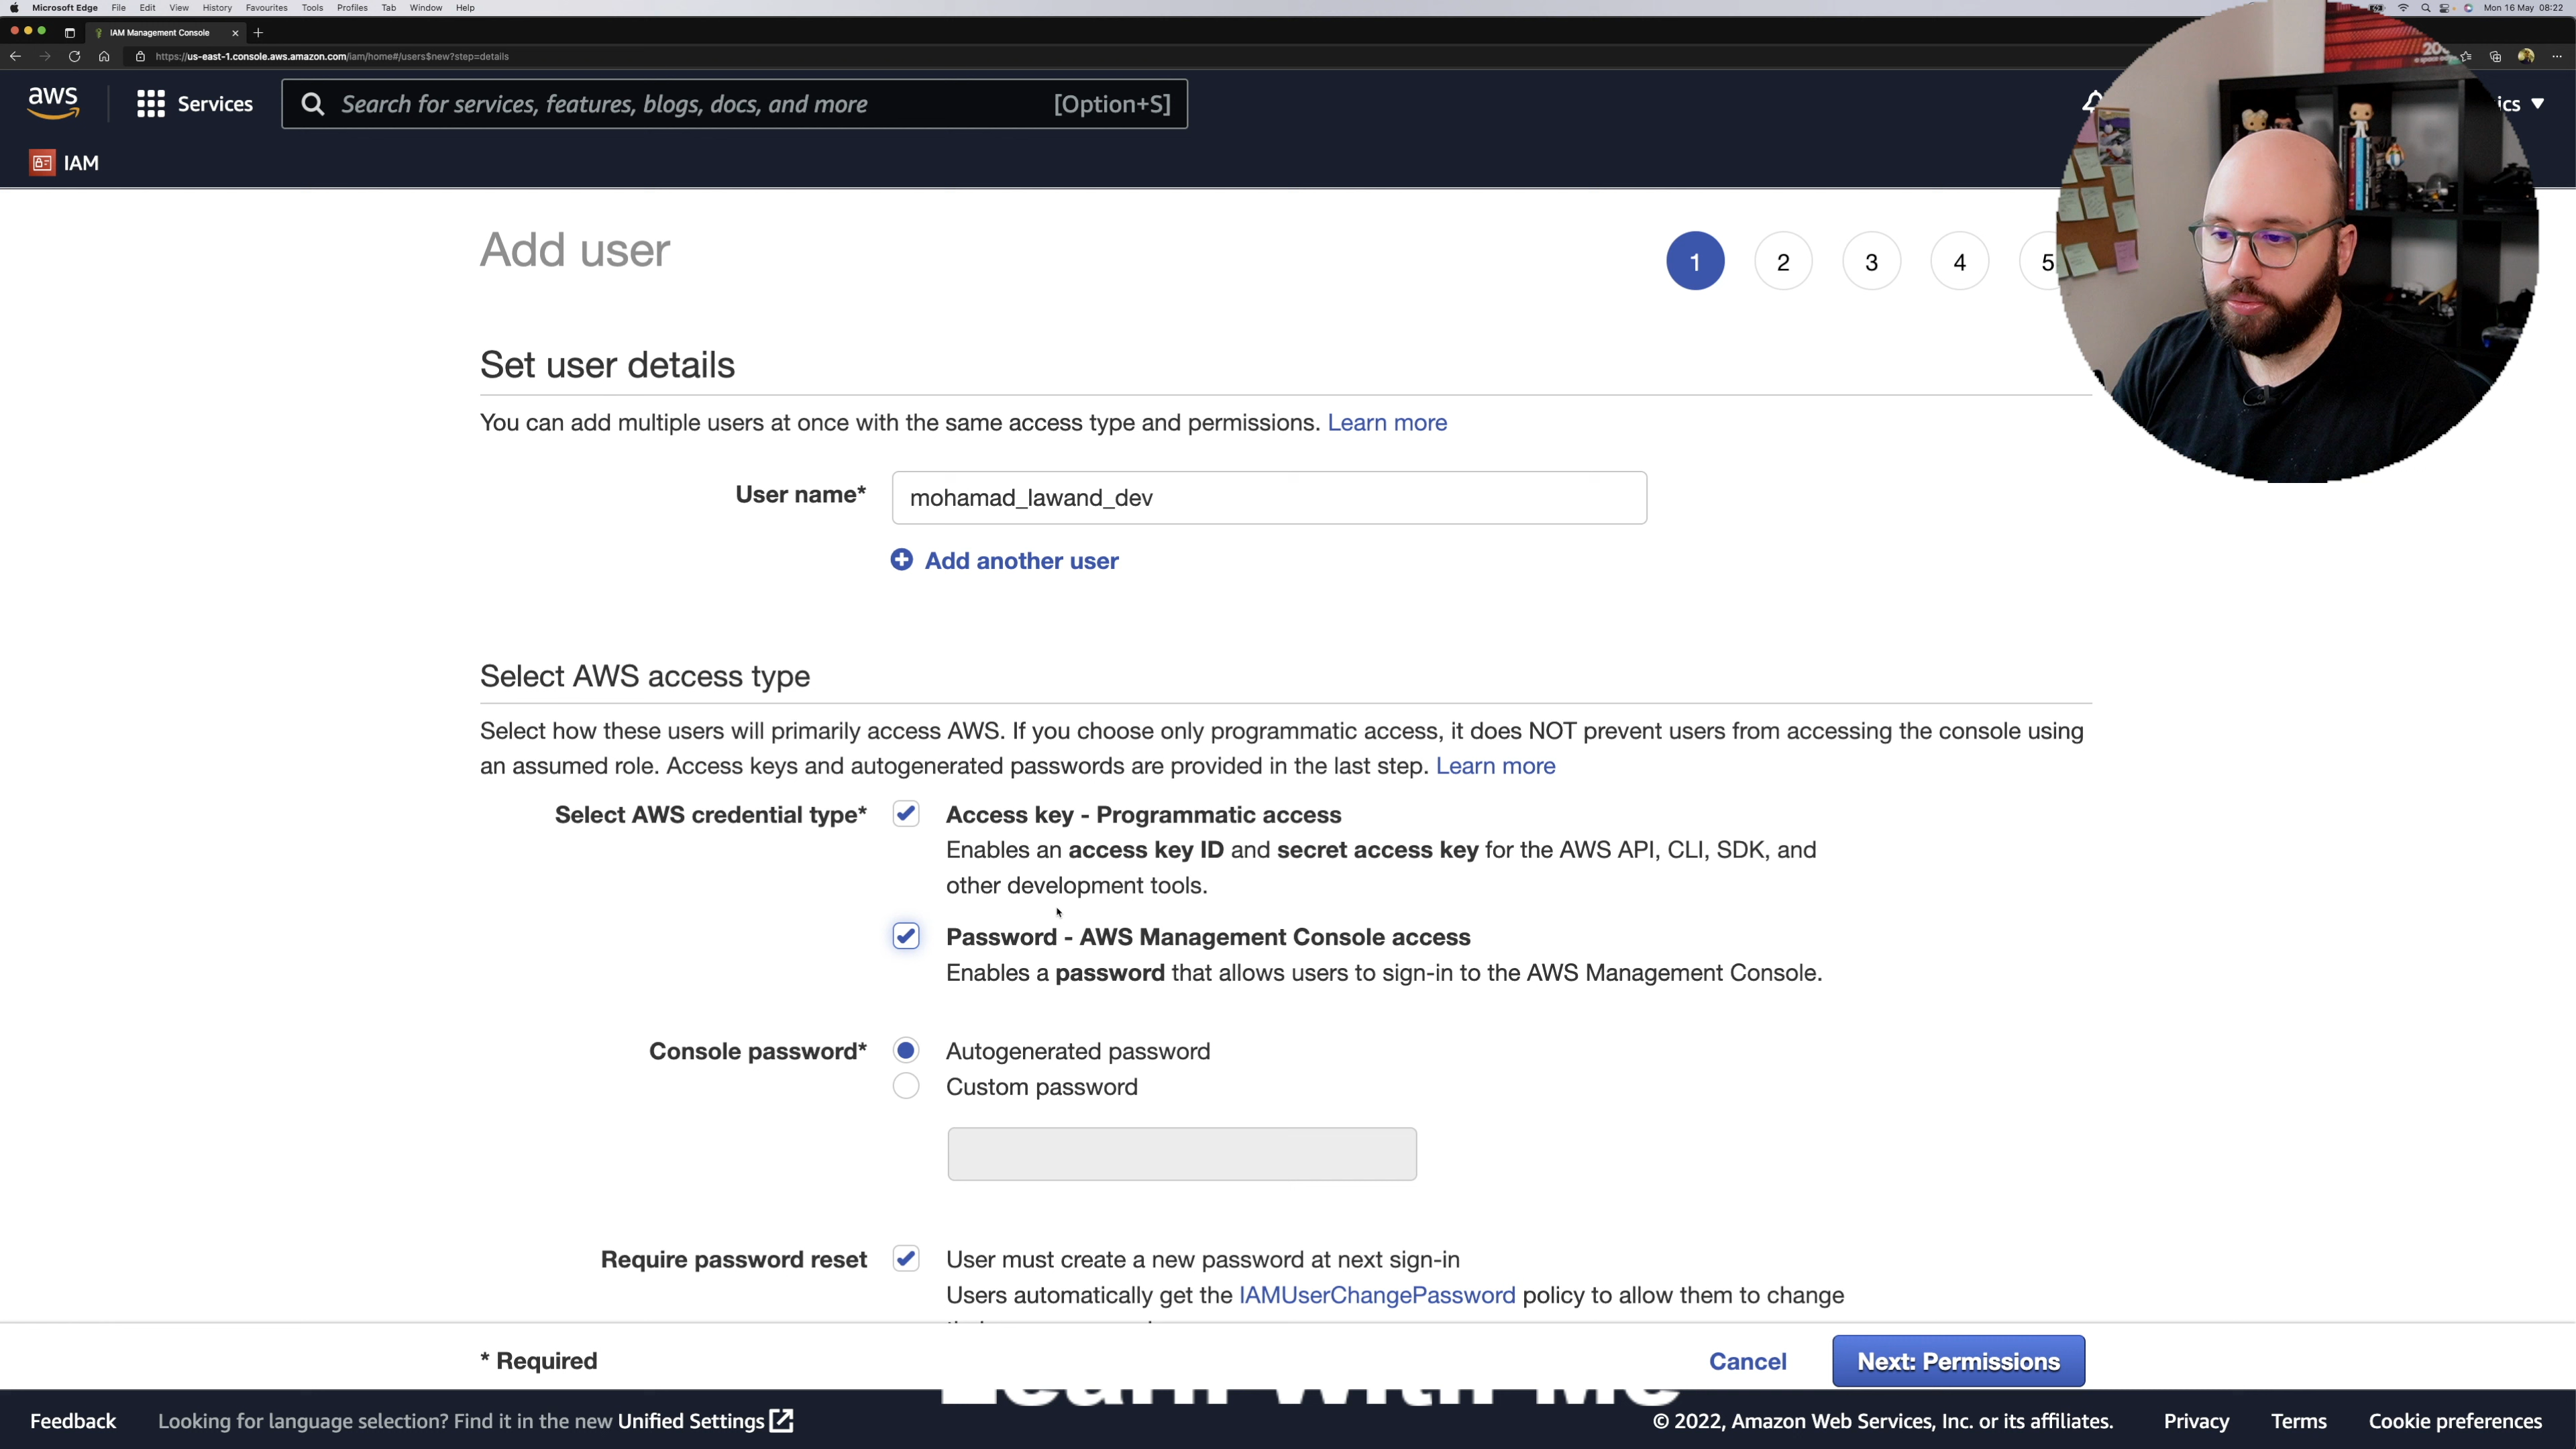 Microsoft Edge File Edit View History Favourites Tools Profiles Tab Window Help Mon 16 May 08:22
IAM Management Console
https://us-east-1.console.aws.amazon.com/iam/home#/users$new?step=details
aws Services Search for services, features, blogs, docs, and more [Option+S] ics
IAM
Add user 1 2 3 4 5
Set user details
You can add multiple users at once with the same access type and permissions. Learn more
User name* mohamad_lawand_dev
Add another user
Select AWS access type
Select how these users will primarily access AWS. If you choose only programmatic access, it does NOT prevent users from accessing the console using
an assumed role. Access keys and autogenerated passwords are provided in the last step. Learn more
Select AWS credential type* Access key - Programmatic access
Enables an access key ID and secret access key for the AWS API, CLI, SDK, and
other development tools.
Password - AWS Management Console access
Enables a password that allows users to sign-in to the AWS Management Console.
Console password* Autogenerated password
Custom password
Require password reset User must create a new password at next sign-in
Users automatically get the IAMUserChangePassword policy to allow them to change
* Required Cancel Next: Permissions
Learn With Me
Feedback Looking for language selection? Find it in the new Unified Settings © 2022, Amazon Web Services, Inc. or its affiliates. Privacy Terms Cookie preferences